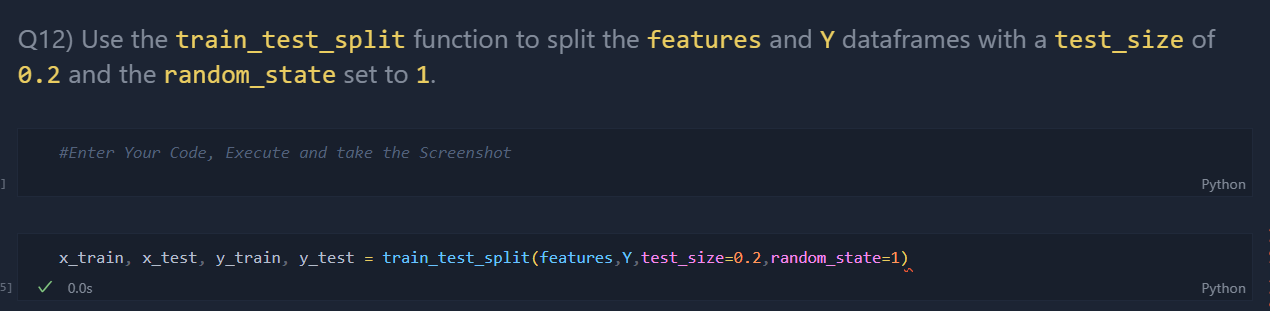 Q12) Use the train_test_split function to split the features and Y dataframes with a test_size of
0.2 and the random_state set to 1.
#Enter Your Code, Execute and take the Screenshot
]
Python
x_train, x_test, y_train, y_test = train_test_split(features,Y,test_size=0.2,random_state=1)
5]
0.0s
Python